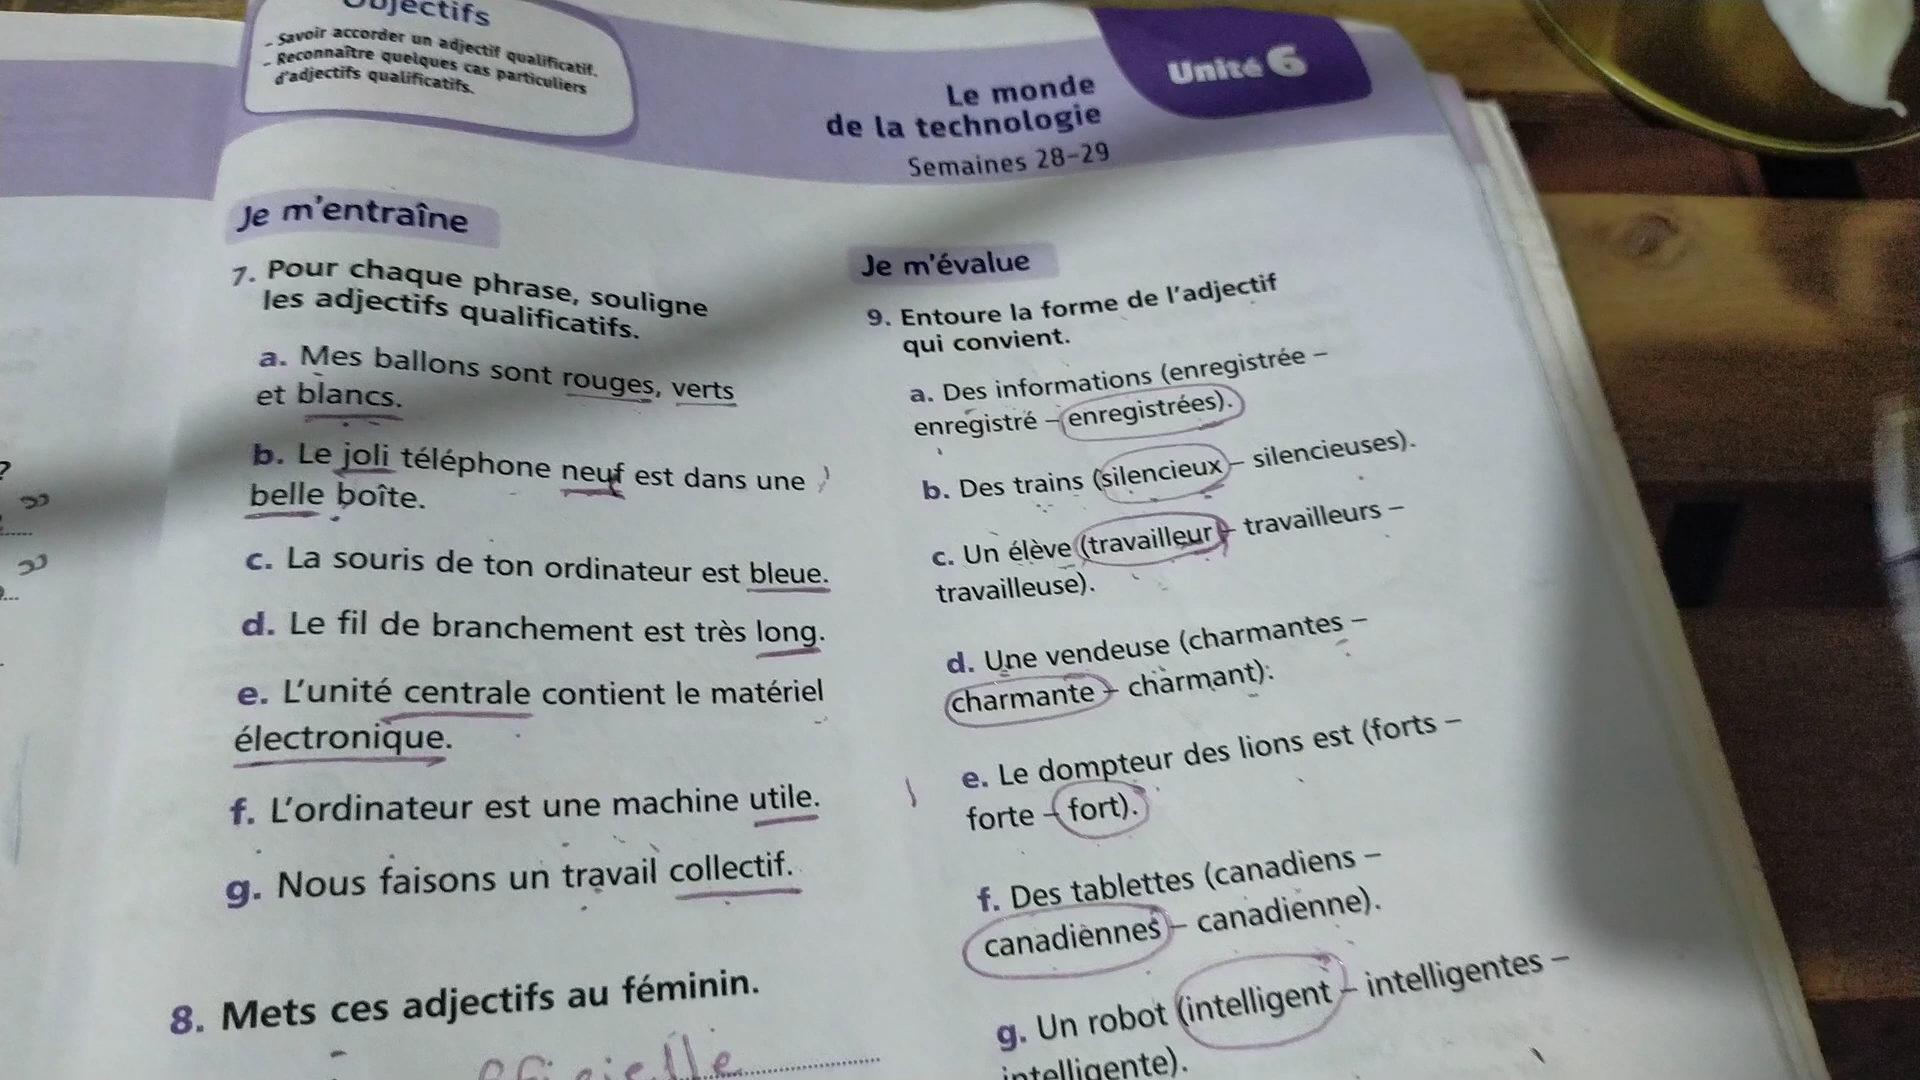 Objectifs
- Savoir accorder un adjectif qualificatif.
- Reconnaître quelques cas particuliers
d'adjectifs qualificatifs.
Le monde
de la technologie
Semaines 28-29
Unité 6
Je m'entraîne
7. Pour chaque phrase, souligne
les adjectifs qualificatifs.
a. Mes ballons sont rouges, verts
et blancs.
b. Le joli téléphone neuf est dans une
belle boîte.
c. La souris de ton ordinateur est bleue.
d. Le fil de branchement est très long.
e. L'unité centrale contient le matériel
électronique.
f. L'ordinateur est une machine utile.
g. Nous faisons un travail collectif.
8. Mets ces adjectifs au féminin.
Je m'évalue
9. Entoure la forme de l'adjectif
qui convient.
a. Des informations (enregistrée –
enregistré – enregistrées).
b. Des trains (silencieux – silencieuses).
c. Un élève (travailleur – travailleurs –
travailleuse).
d. Une vendeuse (charmantes –
charmante – charmant).
e. Le dompteur des lions est (forts –
forte – fort).
f. Des tablettes (canadiens –
canadiennes – canadienne).
g. Un robot (intelligent – intelligentes –
intelligente).